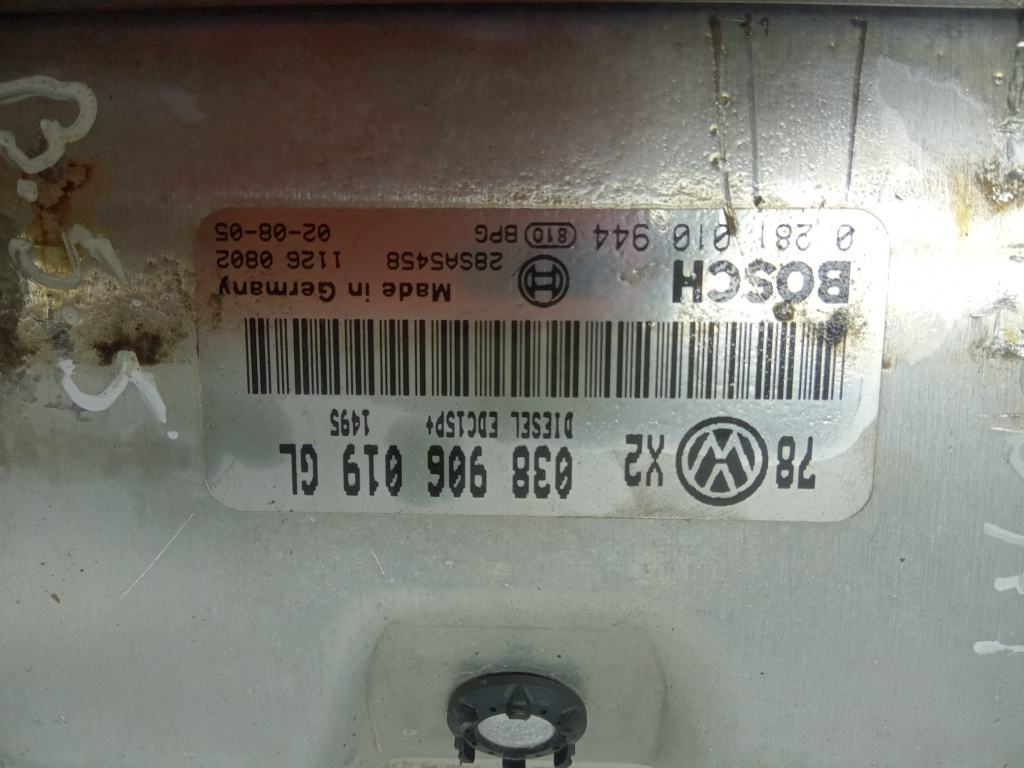 78 X2 038 906 019 GL
DIESEL EDC15P+
1495
BOSCH Made in Germany
28SA5458 1126 0802
0 281 010 944 810 BPG 02-08-05